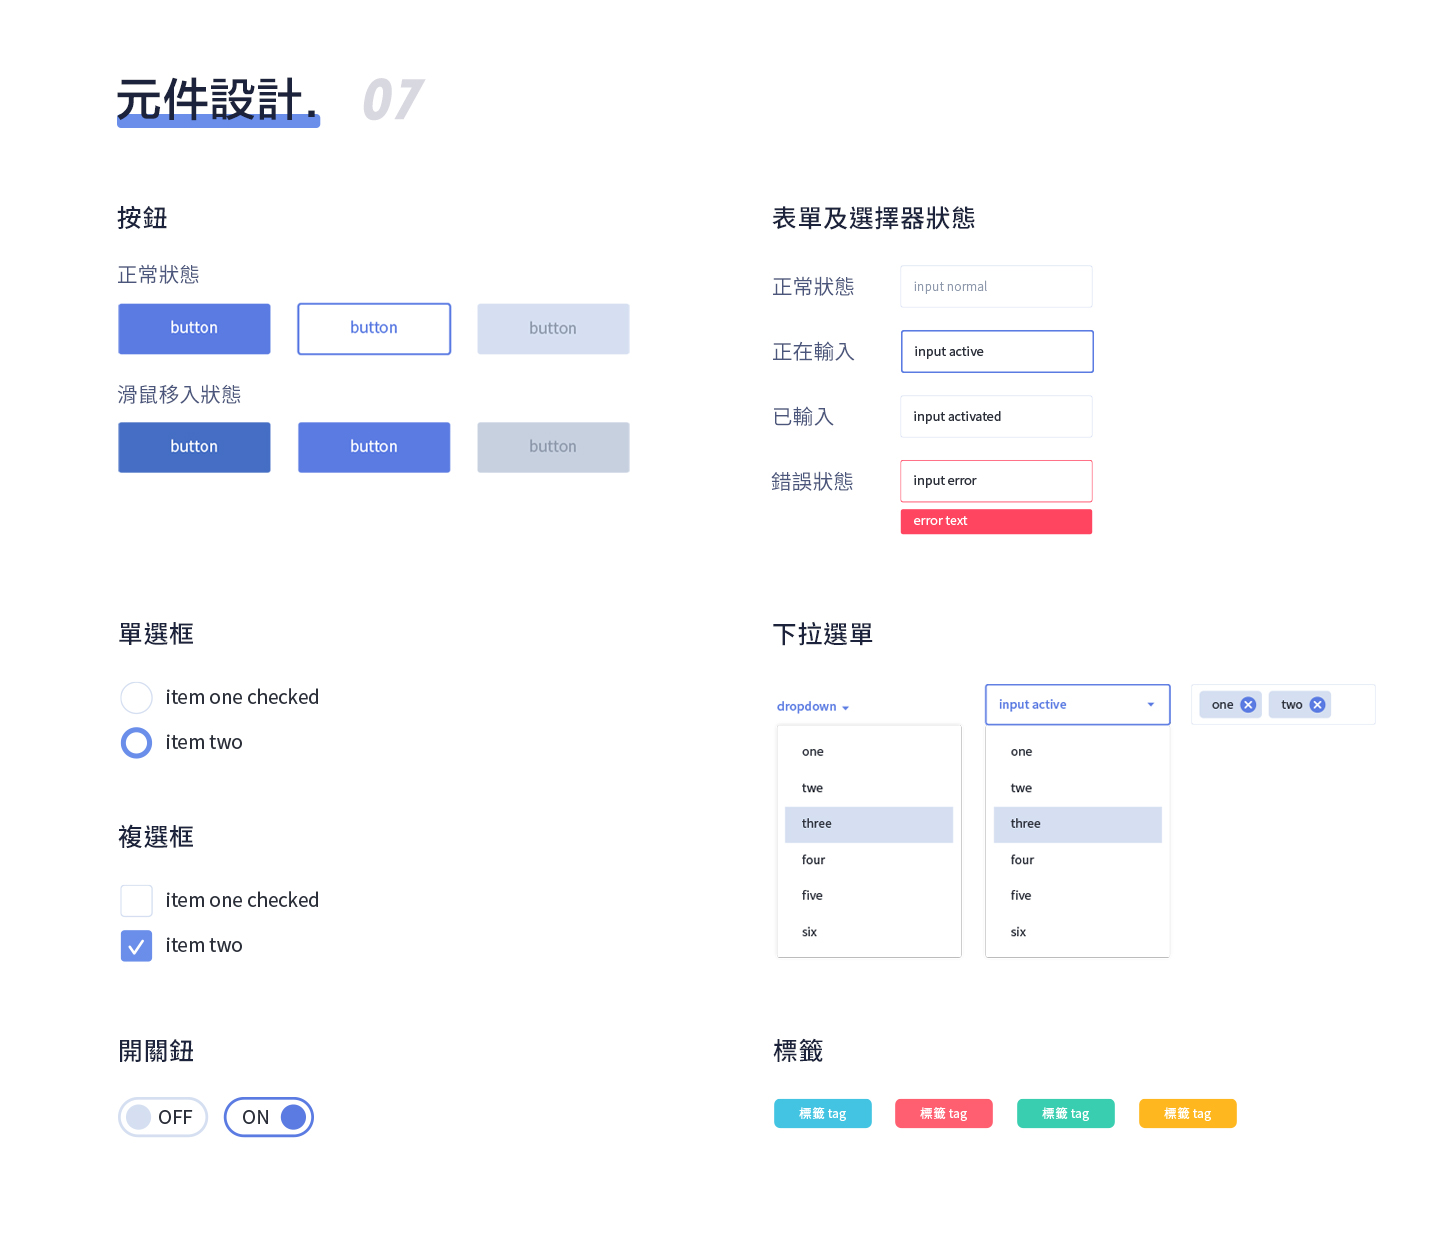 元件設計. 07
按鈕
正常狀態
button button button
滑鼠移入狀態
button button button
表單及選擇器狀態
正常狀態 input normal
正在輸入 input active
已輸入 input activated
錯誤狀態 input error
error text
單選框
item one checked
item two
複選框
item one checked
item two
開關鈕
OFF ON
下拉選單
dropdown
one
twe
three
four
five
six
input active
one
twe
three
four
five
six
one two
標籤
標籤 tag 標籤 tag 標籤 tag 標籤 tag